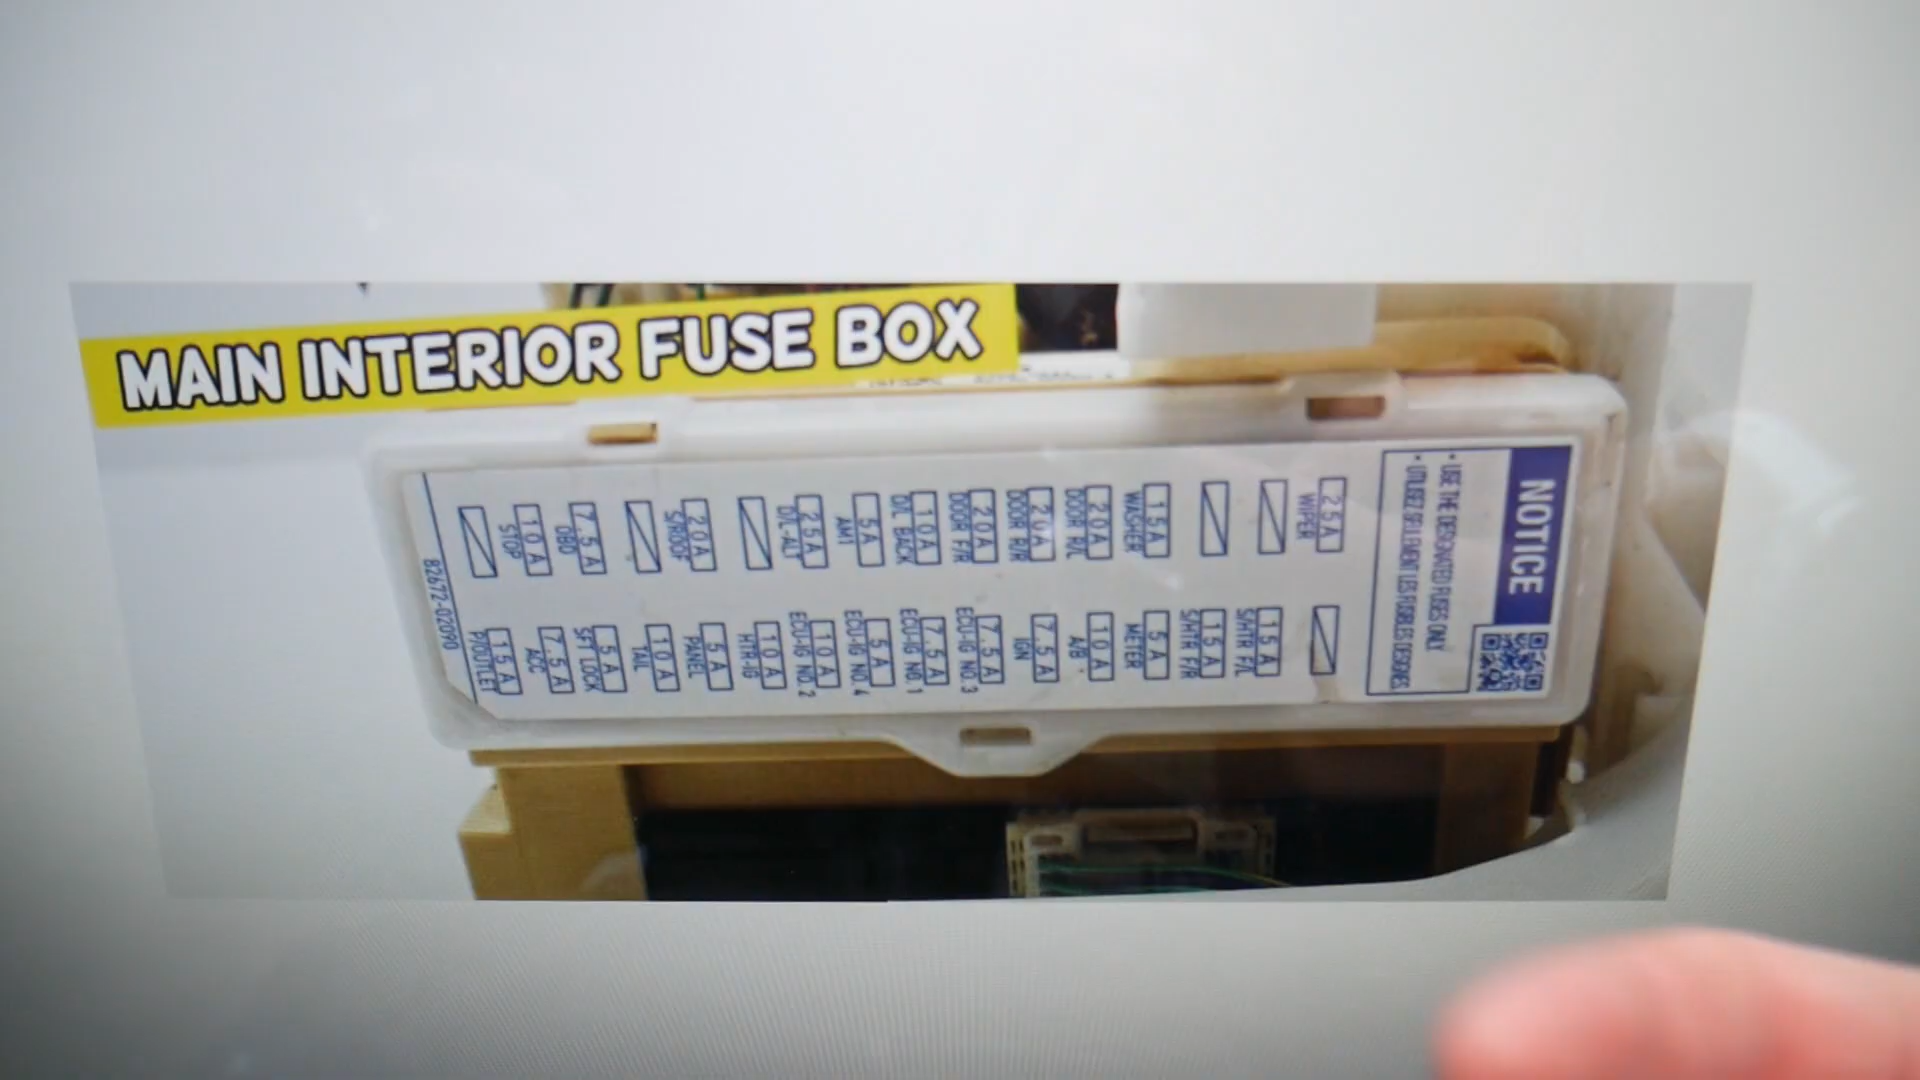 MAIN INTERIOR FUSE BOX
NOTICE
• USE THE DESIGNATED FUSES ONLY
• UTILISEZ SEULEMENT LES FUSIBLES DESIGNES.
25A
WIPER
15A
S/HTR F/L
15A
S/HTR F/R
15A
WASHER
5A
METER
20A
DOOR R/L
10A
A/B
20A
DOOR R/R
7.5A
IGN
20A
DOOR F/R
7.5A
ECU-IG NO. 3
10A
D/L BACK
7.5A
ECU-IG NO. 1
5A
AM1
5A
ECU-IG NO. 4
25A
D/L-ALT
10A
ECU-IG NO. 2
10A
HTR-IG
20A
S/ROOF
5A
PANEL
10A
TAIL
7.5A
OBD
5A
SFT LOCK
10A
STOP
7.5A
ACC
15A
P/OUTLET
82672-02090